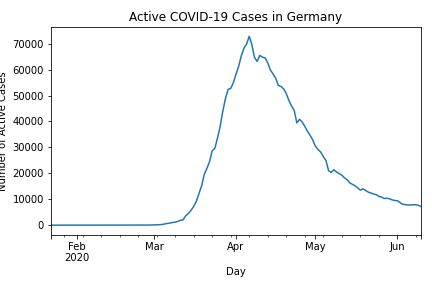 Active COVID-19 Cases in Germany
Number of Active Cases
70000
60000
50000
40000
30000
20000
10000
0
Feb Mar Apr May Jun
2020
Day